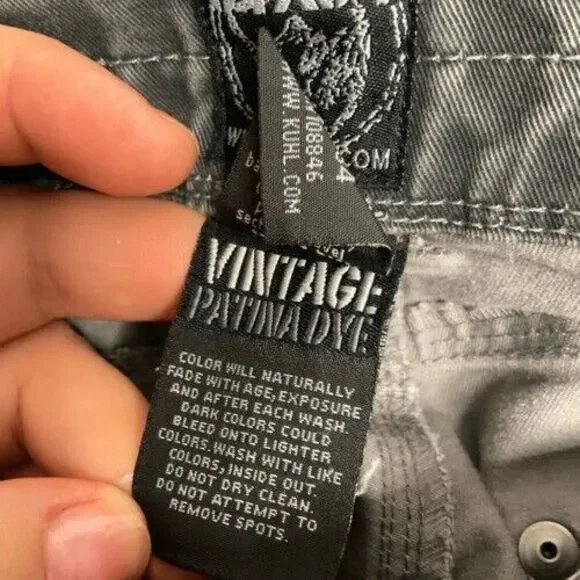 WWW.KUHL.COM
708846
OM
VINTAGE
PATINA DYE
COLOR WILL NATURALLY
FADE WITH AGE, EXPOSURE
AND AFTER EACH WASH.
DARK COLORS COULD
BLEED ONTO LIGHTER
COLORS. WASH WITH LIKE
COLORS, INSIDE OUT.
DO NOT DRY CLEAN.
DO NOT ATTEMPT TO
REMOVE SPOTS.